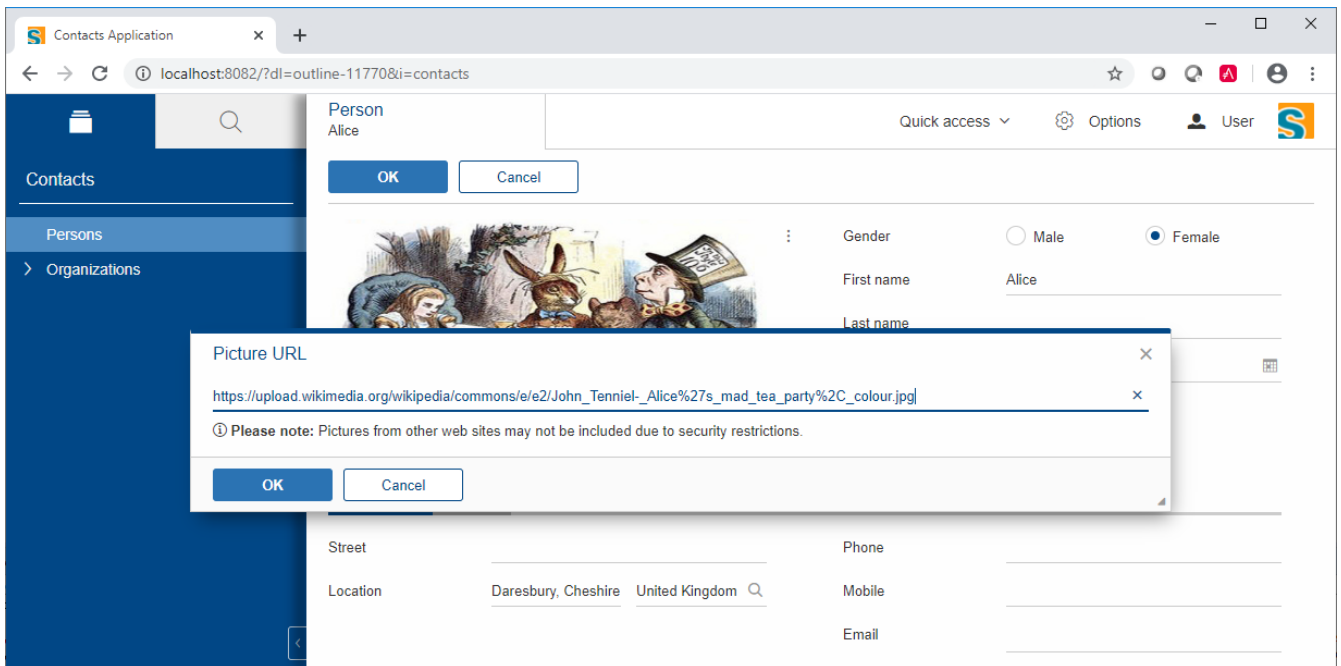 Contacts Application
localhost:8082/?dl=outline-11770&i=contacts
Person
Alice
Quick access
Options
User
Contacts
OK
Cancel
Persons
Organizations
Gender
Male
Female
First name
Alice
Last name
Picture URL
https://upload.wikimedia.org/wikipedia/commons/e/e2/John_Tenniel-_Alice%27s_mad_tea_party%2C_colour.jpg
Please note: Pictures from other web sites may not be included due to security restrictions.
OK
Cancel
Street
Phone
Location
Daresbury, Cheshire
United Kingdom
Mobile
Email